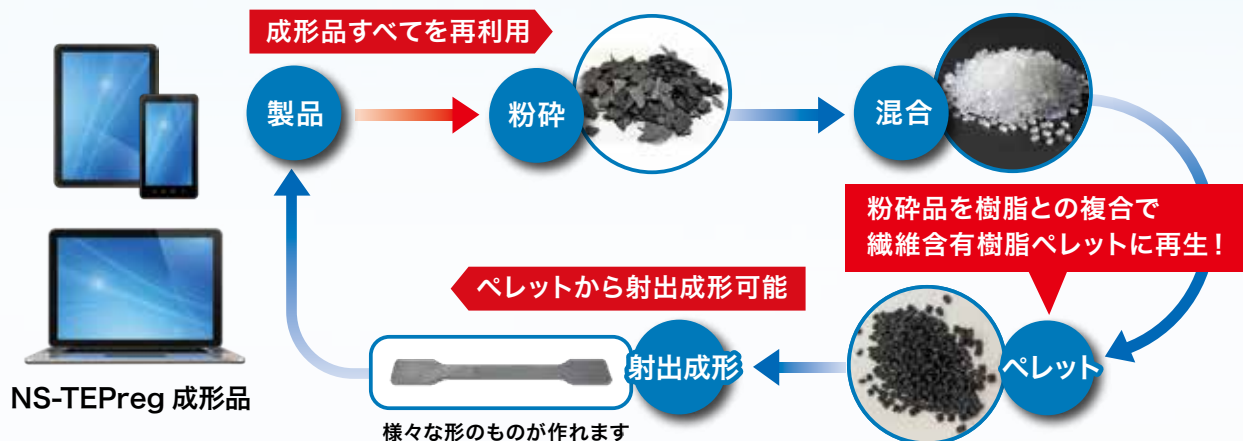 成形品すべてを再利用
製品
粉砕
混合
粉砕品を樹脂との複合で
繊維含有樹脂ペレットに再生！
ペレットから射出成形可能
射出成形
ペレット
NS-TEPreg 成形品
様々な形のものが作れます